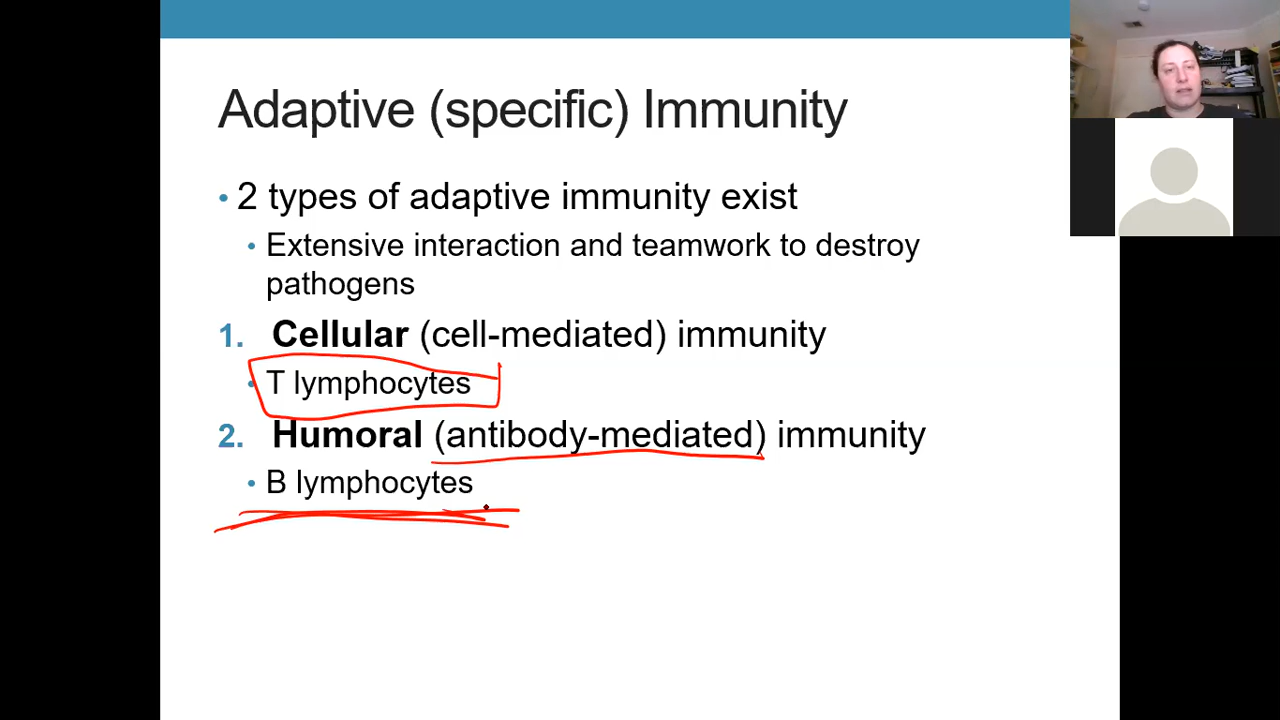 Adaptive (specific) Immunity
• 2 types of adaptive immunity exist
• Extensive interaction and teamwork to destroy
pathogens
1. Cellular (cell-mediated) immunity
• T lymphocytes
2. Humoral (antibody-mediated) immunity
• B lymphocytes